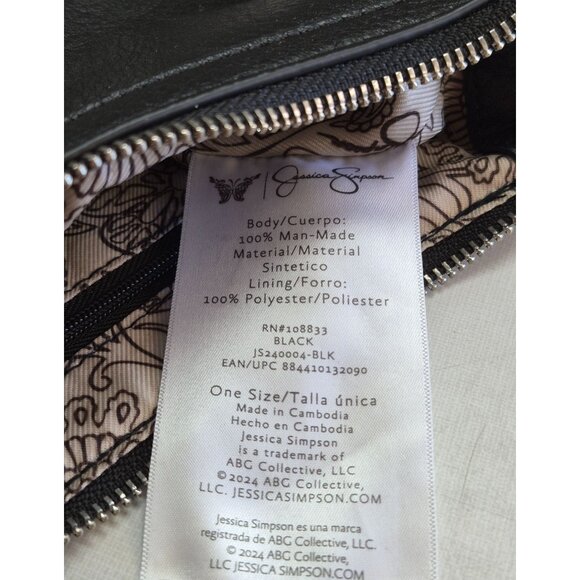 Jessica Simpson
Body/Cuerpo:
100% Man-Made
Material/Material
Sintetico
Lining/Forro:
100% Polyester/Poliester
RN#108833
BLACK
JS240004-BLK
EAN/UPC 884410132090
One Size/Talla única
Made in Cambodia
Hecho en Cambodia
Jessica Simpson
is a trademark of
ABG Collective, LLC
©2024 ABG Collective,
LLC. JESSICASIMPSON.COM
Jessica Simpson es una marca
registrada de ABG Collective, LLC.
©2024 ABG Collective,
LLC JESSICASIMPSON.COM